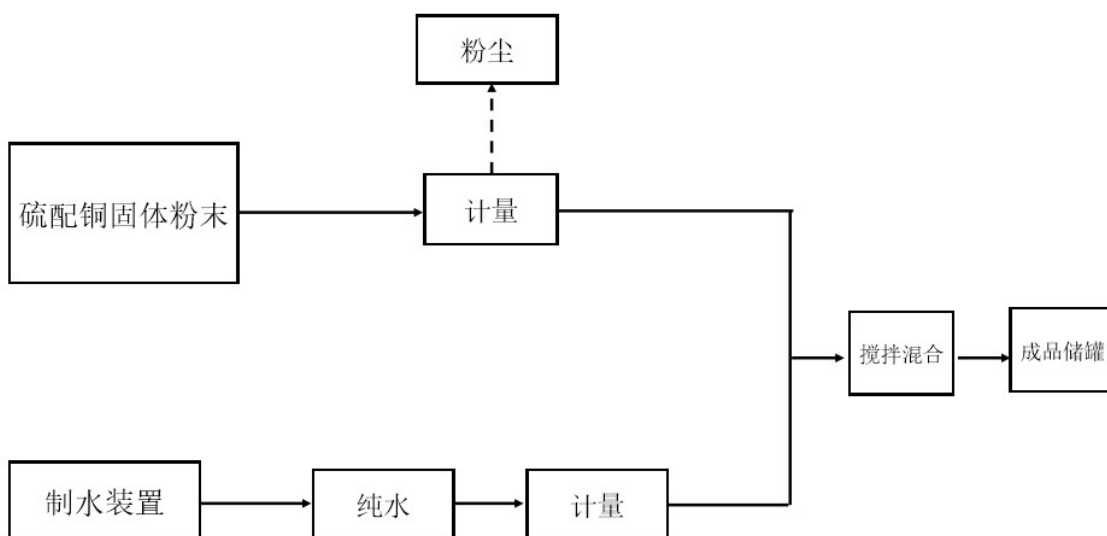 粉尘
硫配铜固体粉末
计量
搅拌混合
成品储罐
制水装置
纯水
计量